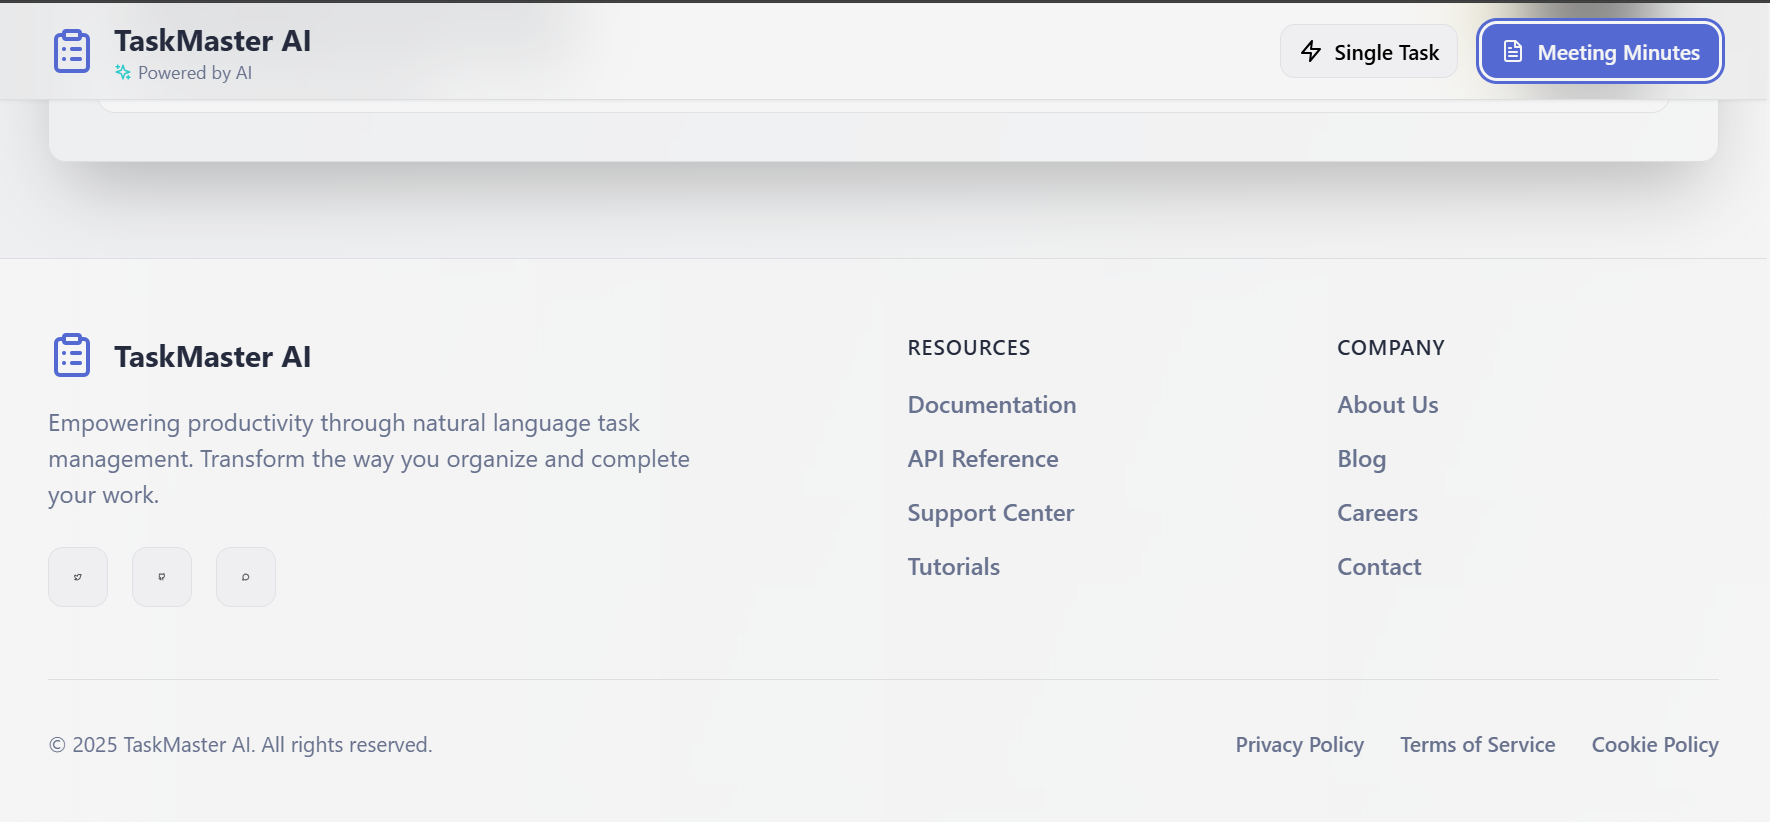 TaskMaster AI
Powered by AI
Single Task
Meeting Minutes
TaskMaster AI
Empowering productivity through natural language task
management. Transform the way you organize and complete
your work.
RESOURCES
Documentation
API Reference
Support Center
Tutorials
COMPANY
About Us
Blog
Careers
Contact
© 2025 TaskMaster AI. All rights reserved.
Privacy Policy
Terms of Service
Cookie Policy